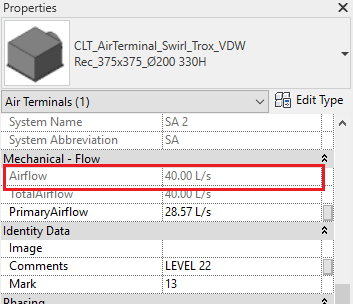 Properties
CLT_AirTerminal_Swirl_Trox_VDW
Rec_375x375_Ø200 330H
Air Terminals (1)
Edit Type
System Name SA 2
System Abbreviation SA
Mechanical - Flow
Airflow 40.00 L/s
TotalAirflow 40.00 L/s
PrimaryAirflow 28.57 L/s
Identity Data
Image
Comments LEVEL 22
Mark 13
Phasing